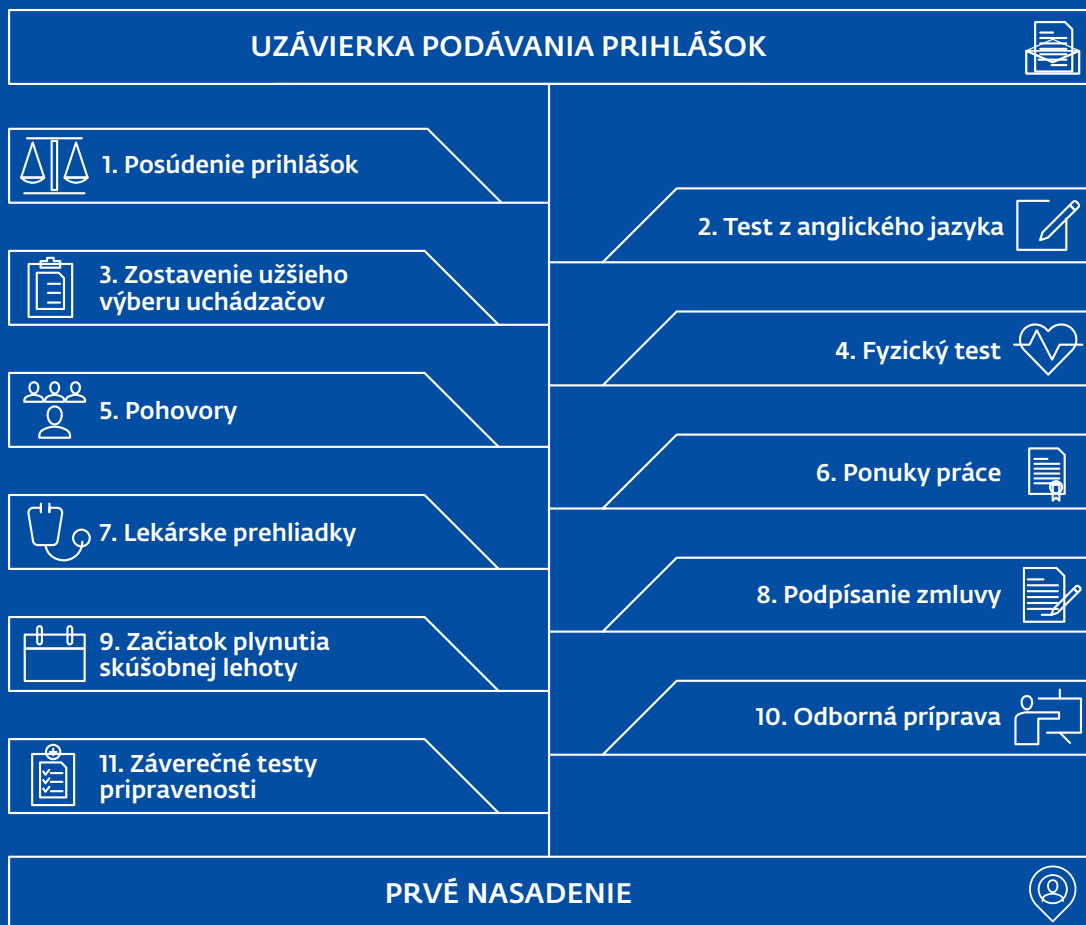 UZÁVIERKA PODÁVANIA PRIHLÁŠOK
1. Posúdenie prihlášok
2. Test z anglického jazyka
3. Zostavenie užšieho
výberu uchádzačov
4. Fyzický test
5. Pohovory
6. Ponuky práce
7. Lekárske prehliadky
8. Podpísanie zmluvy
9. Začiatok plynutia
skúšobnej lehoty
10. Odborná príprava
11. Záverečné testy
pripravenosti
PRVÉ NASADENIE